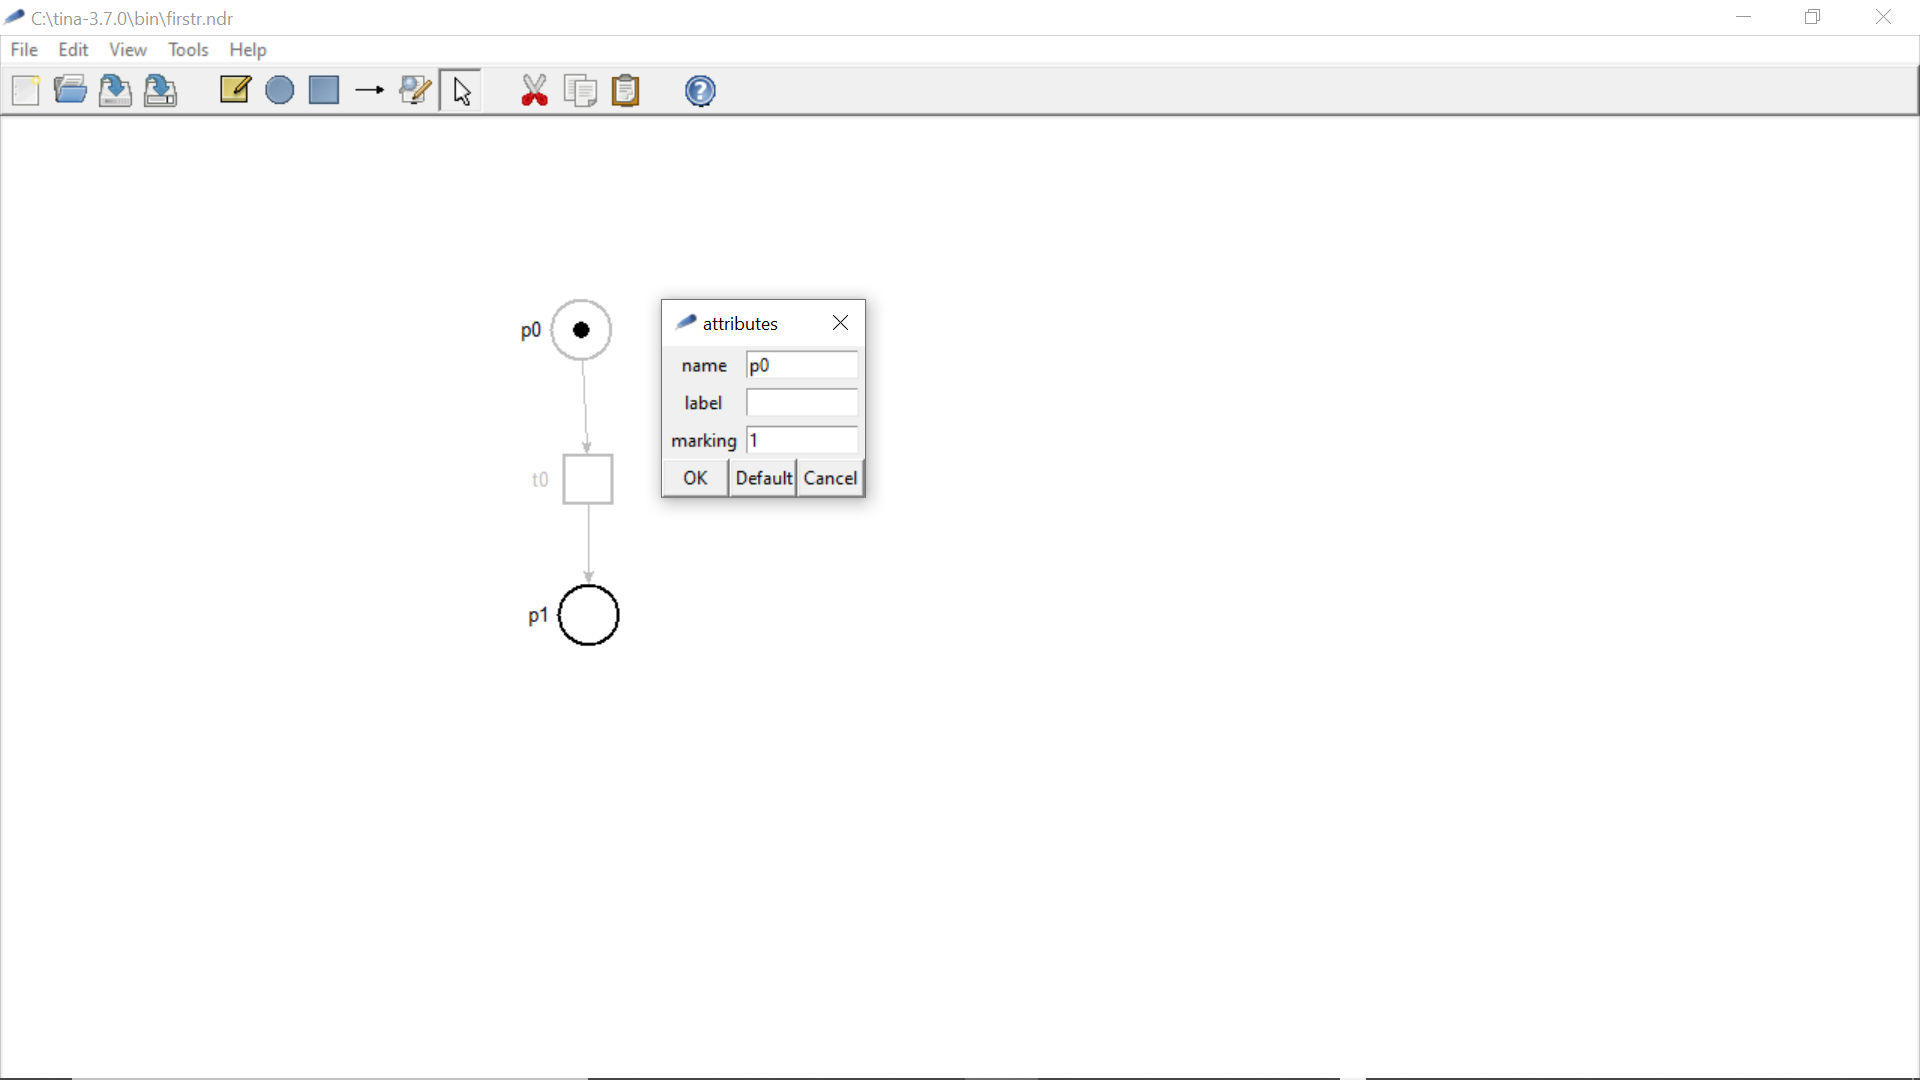 C:\tina-3.7.0\bin\firstr.ndr
File Edit View Tools Help
p0
attributes
name p0
label
marking 1
OK Default Cancel
t0
p1